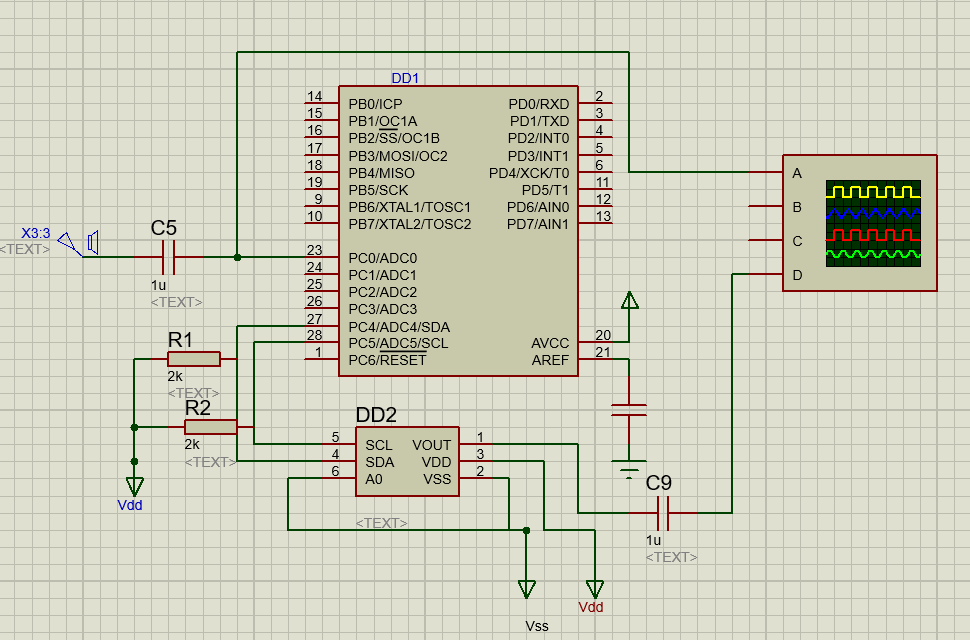 DD1
14 PB0/ICP PD0/RXD 2
15 PB1/OC1A PD1/TXD 3
16 PB2/SS/OC1B PD2/INT0 4
17 PB3/MOSI/OC2 PD3/INT1 5
18 PB4/MISO PD4/XCK/T0 6
19 PB5/SCK PD5/T1 11
9 PB6/XTAL1/TOSC1 PD6/AIN0 12
10 PB7/XTAL2/TOSC2 PD7/AIN1 13
23 PC0/ADC0
24 PC1/ADC1
25 PC2/ADC2
26 PC3/ADC3
27 PC4/ADC4/SDA
28 PC5/ADC5/SCL AVCC 20
1 PC6/RESET AREF 21
A
B
C
D
X3:3
<TEXT>
C5
1u
<TEXT>
R1
2k
<TEXT>
R2
2k
<TEXT>
Vdd
DD2
5 SCL VOUT 1
4 SDA VDD 3
6 A0 VSS 2
<TEXT>
C9
1u
<TEXT>
Vdd
Vss